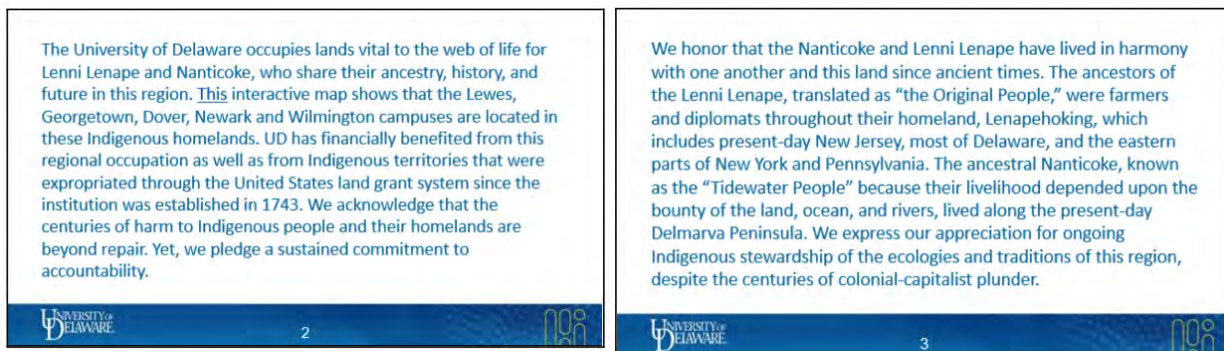 The University of Delaware occupies lands vital to the web of life for
Lenni Lenape and Nanticoke, who share their ancestry, history, and
future in this region. This interactive map shows that the Lewes,
Georgetown, Dover, Newark and Wilmington campuses are located in
these Indigenous homelands. UD has financially benefited from this
regional occupation as well as from Indigenous territories that were
expropriated through the United States land grant system since the
institution was established in 1743. We acknowledge that the
centuries of harm to Indigenous people and their homelands are
beyond repair. Yet, we pledge a sustained commitment to
accountability.
UNIVERSITY OF
DELAWARE
2
We honor that the Nanticoke and Lenni Lenape have lived in harmony
with one another and this land since ancient times. The ancestors of
the Lenni Lenape, translated as “the Original People,” were farmers
and diplomats throughout their homeland, Lenapehoking, which
includes present-day New Jersey, most of Delaware, and the eastern
parts of New York and Pennsylvania. The ancestral Nanticoke, known
as the “Tidewater People” because their livelihood depended upon the
bounty of the land, ocean, and rivers, lived along the present-day
Delmarva Peninsula. We express our appreciation for ongoing
Indigenous stewardship of the ecologies and traditions of this region,
despite the centuries of colonial-capitalist plunder.
UNIVERSITY OF
DELAWARE
3